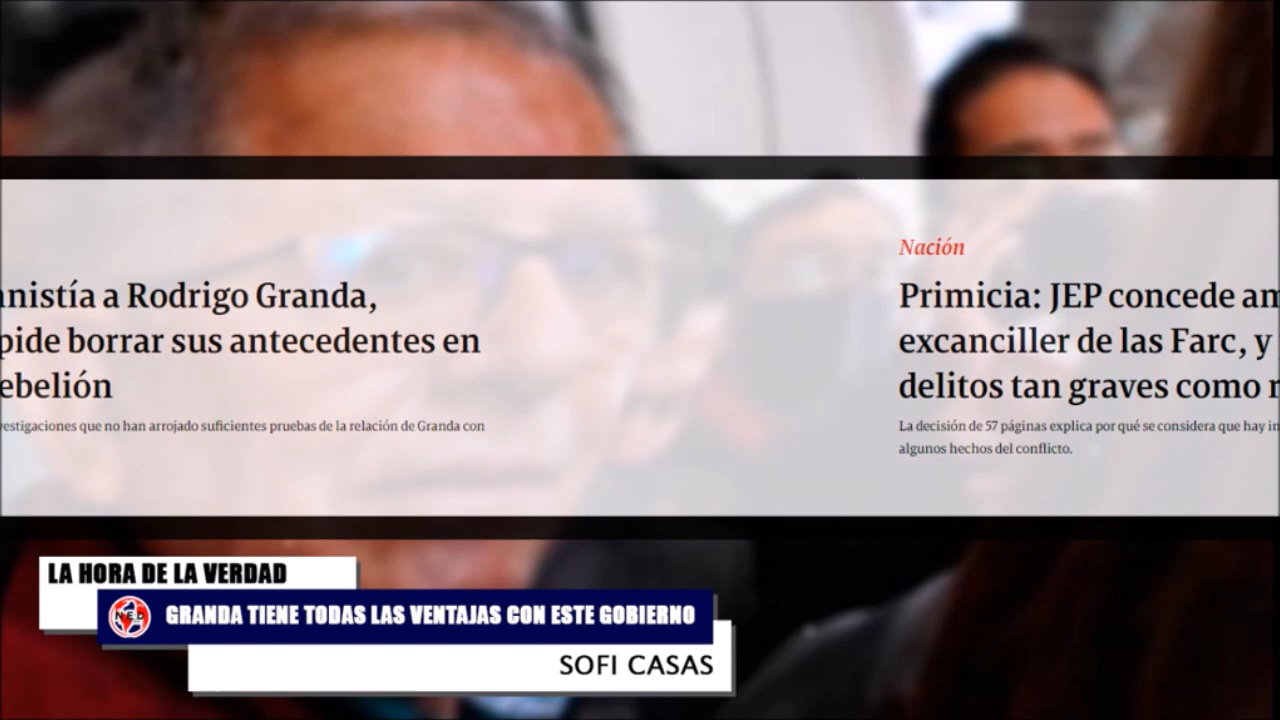 nistía a Rodrigo Granda,
pide borrar sus antecedentes en
ebelión
vestigaciones que no han arrojado suficientes pruebas de la relación de Granda con
Nación
Primicia: JEP concede am
excanciller de las Farc, y
delitos tan graves como r
La decisión de 57 páginas explica por qué se considera que hay in
algunos hechos del conflicto.
LA HORA DE LA VERDAD
GRANDA TIENE TODAS LAS VENTAJAS CON ESTE GOBIERNO
SOFI CASAS